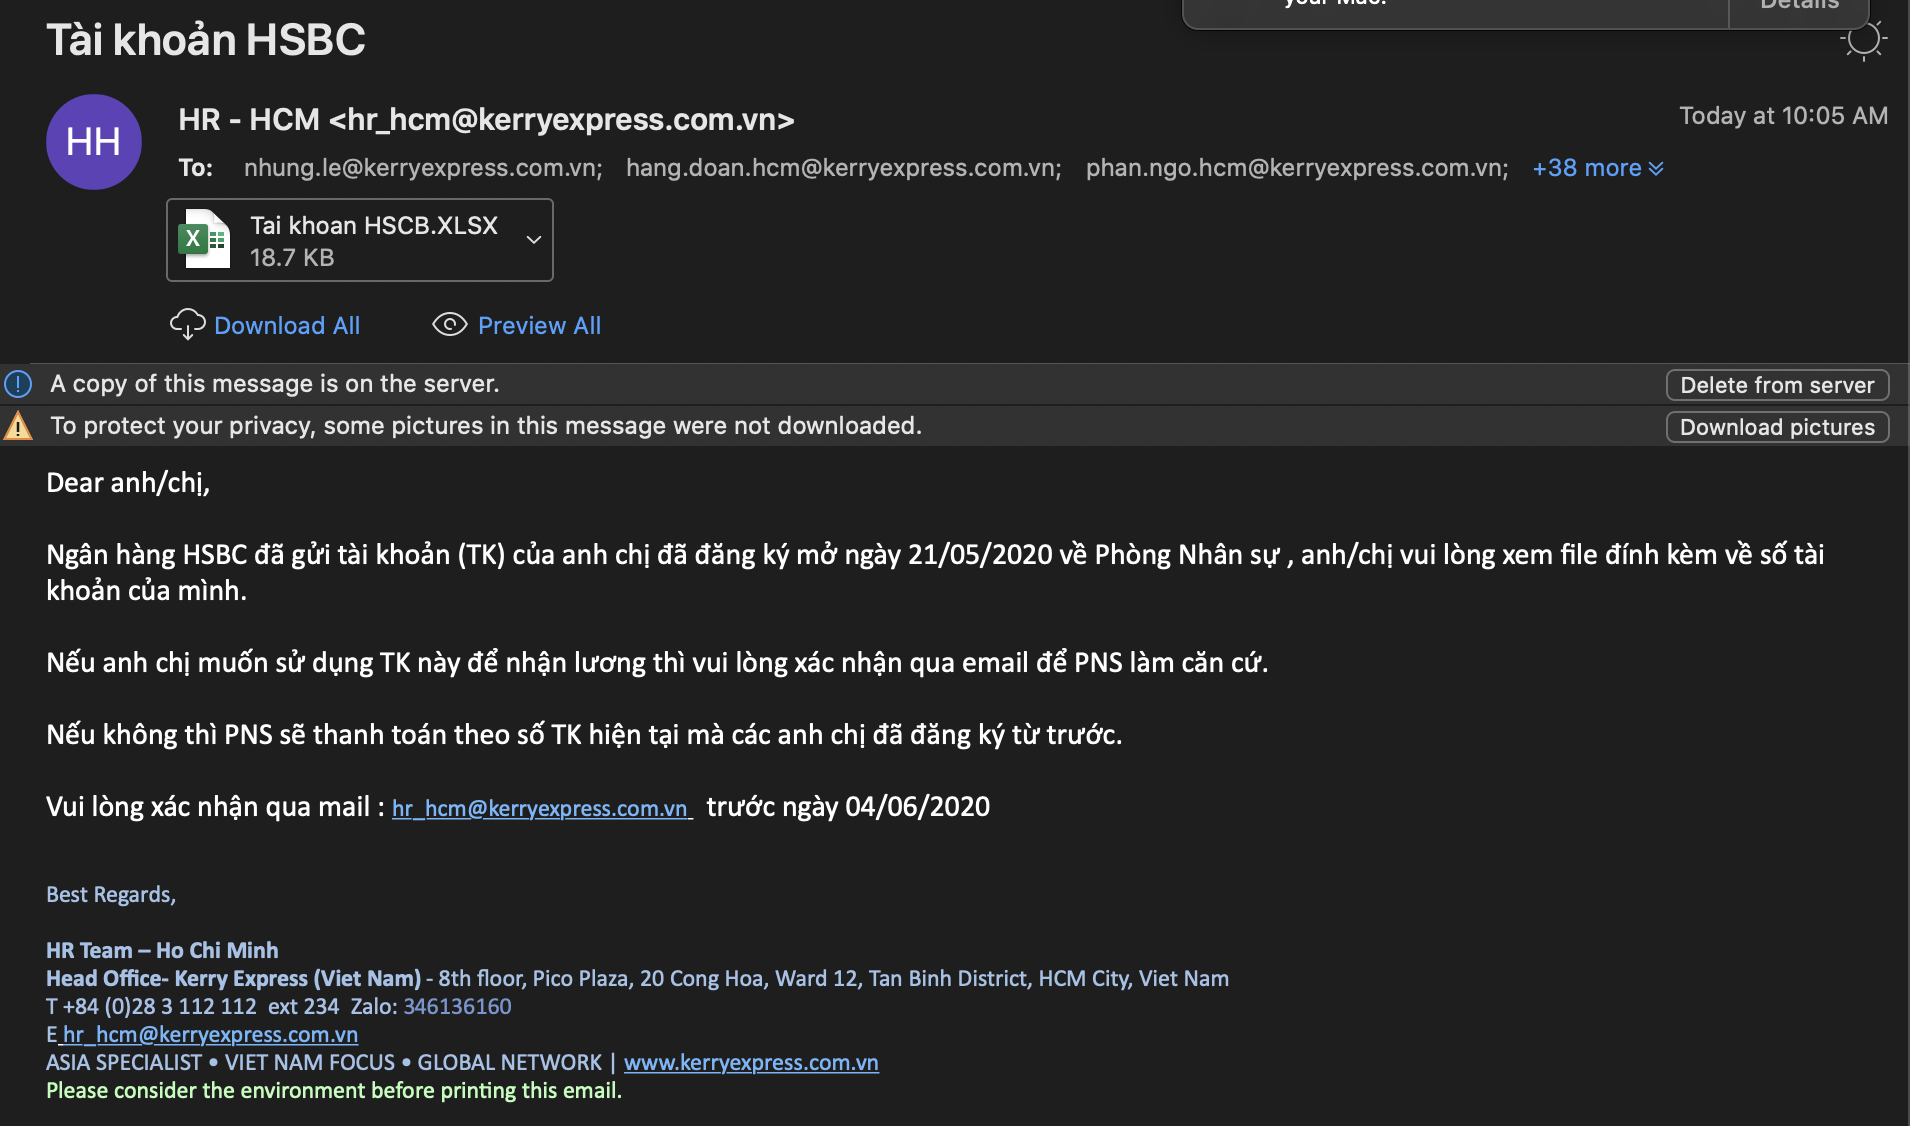 your Mac.
Details
Tài khoản HSBC
HH
HR - HCM <hr_hcm@kerryexpress.com.vn>
Today at 10:05 AM
To: nhung.le@kerryexpress.com.vn; hang.doan.hcm@kerryexpress.com.vn; phan.ngo.hcm@kerryexpress.com.vn; +38 more
X
Tai khoan HSCB.XLSX
18.7 KB
Download All Preview All
A copy of this message is on the server. Delete from server
To protect your privacy, some pictures in this message were not downloaded. Download pictures
Dear anh/chị,
Ngân hàng HSBC đã gửi tài khoản (TK) của anh chị đã đăng ký mở ngày 21/05/2020 về Phòng Nhân sự , anh/chị vui lòng xem file đính kèm về số tài
khoản của mình.
Nếu anh chị muốn sử dụng TK này để nhận lương thì vui lòng xác nhận qua email để PNS làm căn cứ.
Nếu không thì PNS sẽ thanh toán theo số TK hiện tại mà các anh chị đã đăng ký từ trước.
Vui lòng xác nhận qua mail : hr_hcm@kerryexpress.com.vn trước ngày 04/06/2020
Best Regards,
HR Team – Ho Chi Minh
Head Office- Kerry Express (Viet Nam) - 8th floor, Pico Plaza, 20 Cong Hoa, Ward 12, Tan Binh District, HCM City, Viet Nam
T +84 (0)28 3 112 112 ext 234 Zalo: 346136160
E hr_hcm@kerryexpress.com.vn
ASIA SPECIALIST • VIET NAM FOCUS • GLOBAL NETWORK | www.kerryexpress.com.vn
Please consider the environment before printing this email.